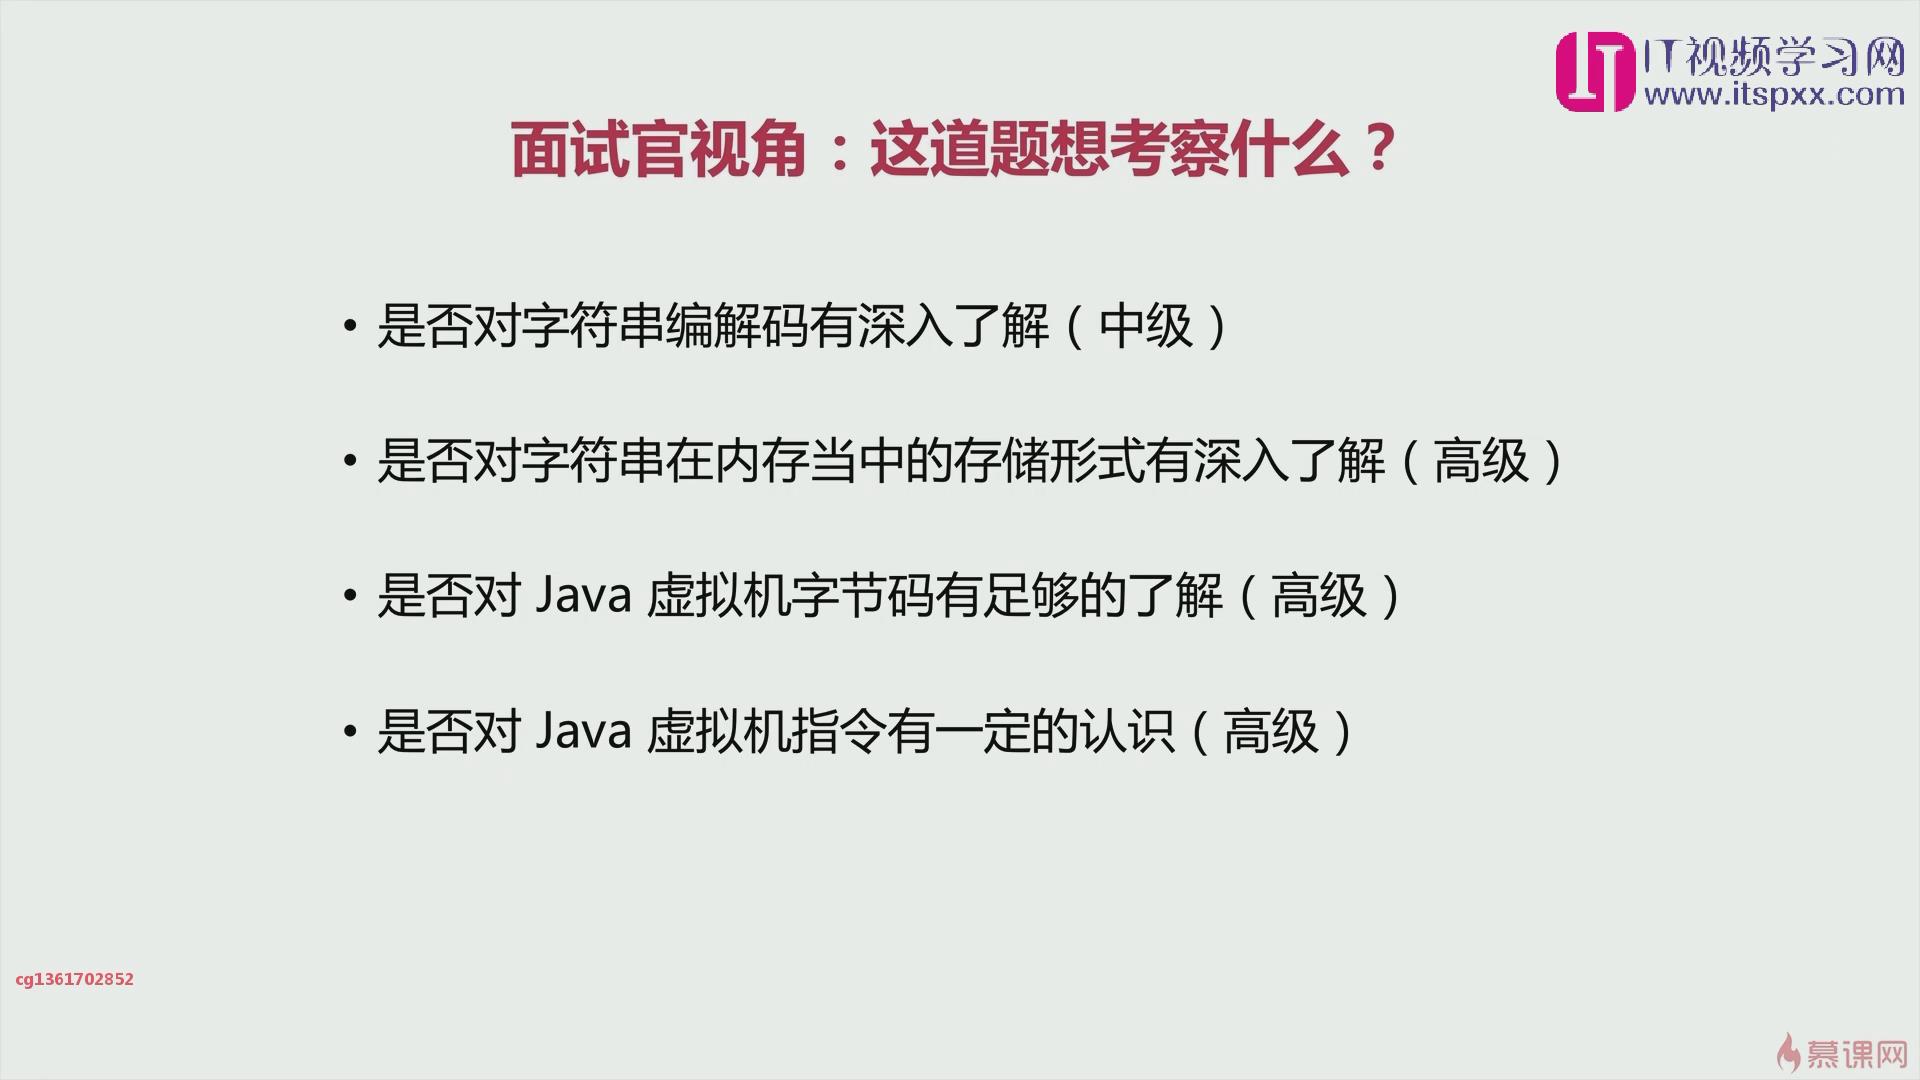 IT视频学习网
www.itspxx.com
面试官视角：这道题想考察什么？
• 是否对字符串编解码有深入了解（中级）
• 是否对字符串在内存当中的存储形式有深入了解（高级）
• 是否对 Java 虚拟机字节码有足够的了解（高级）
• 是否对 Java 虚拟机指令有一定的认识（高级）
cg1361702852
慕课网